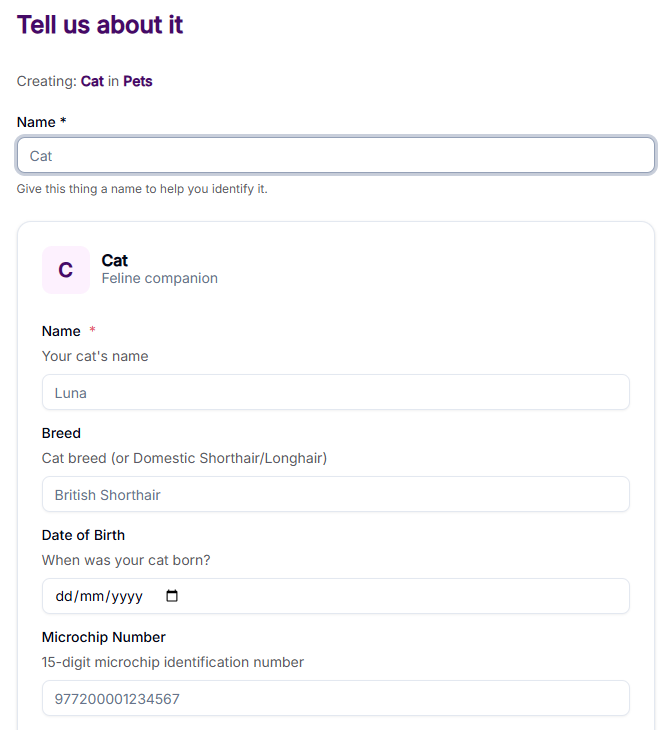 Tell us about it
Creating: Cat in Pets
Name *
Cat
Give this thing a name to help you identify it.
C
Cat
Feline companion
Name *
Your cat's name
Luna
Breed
Cat breed (or Domestic Shorthair/Longhair)
British Shorthair
Date of Birth
When was your cat born?
dd/mm/yyyy
Microchip Number
15-digit microchip identification number
977200001234567